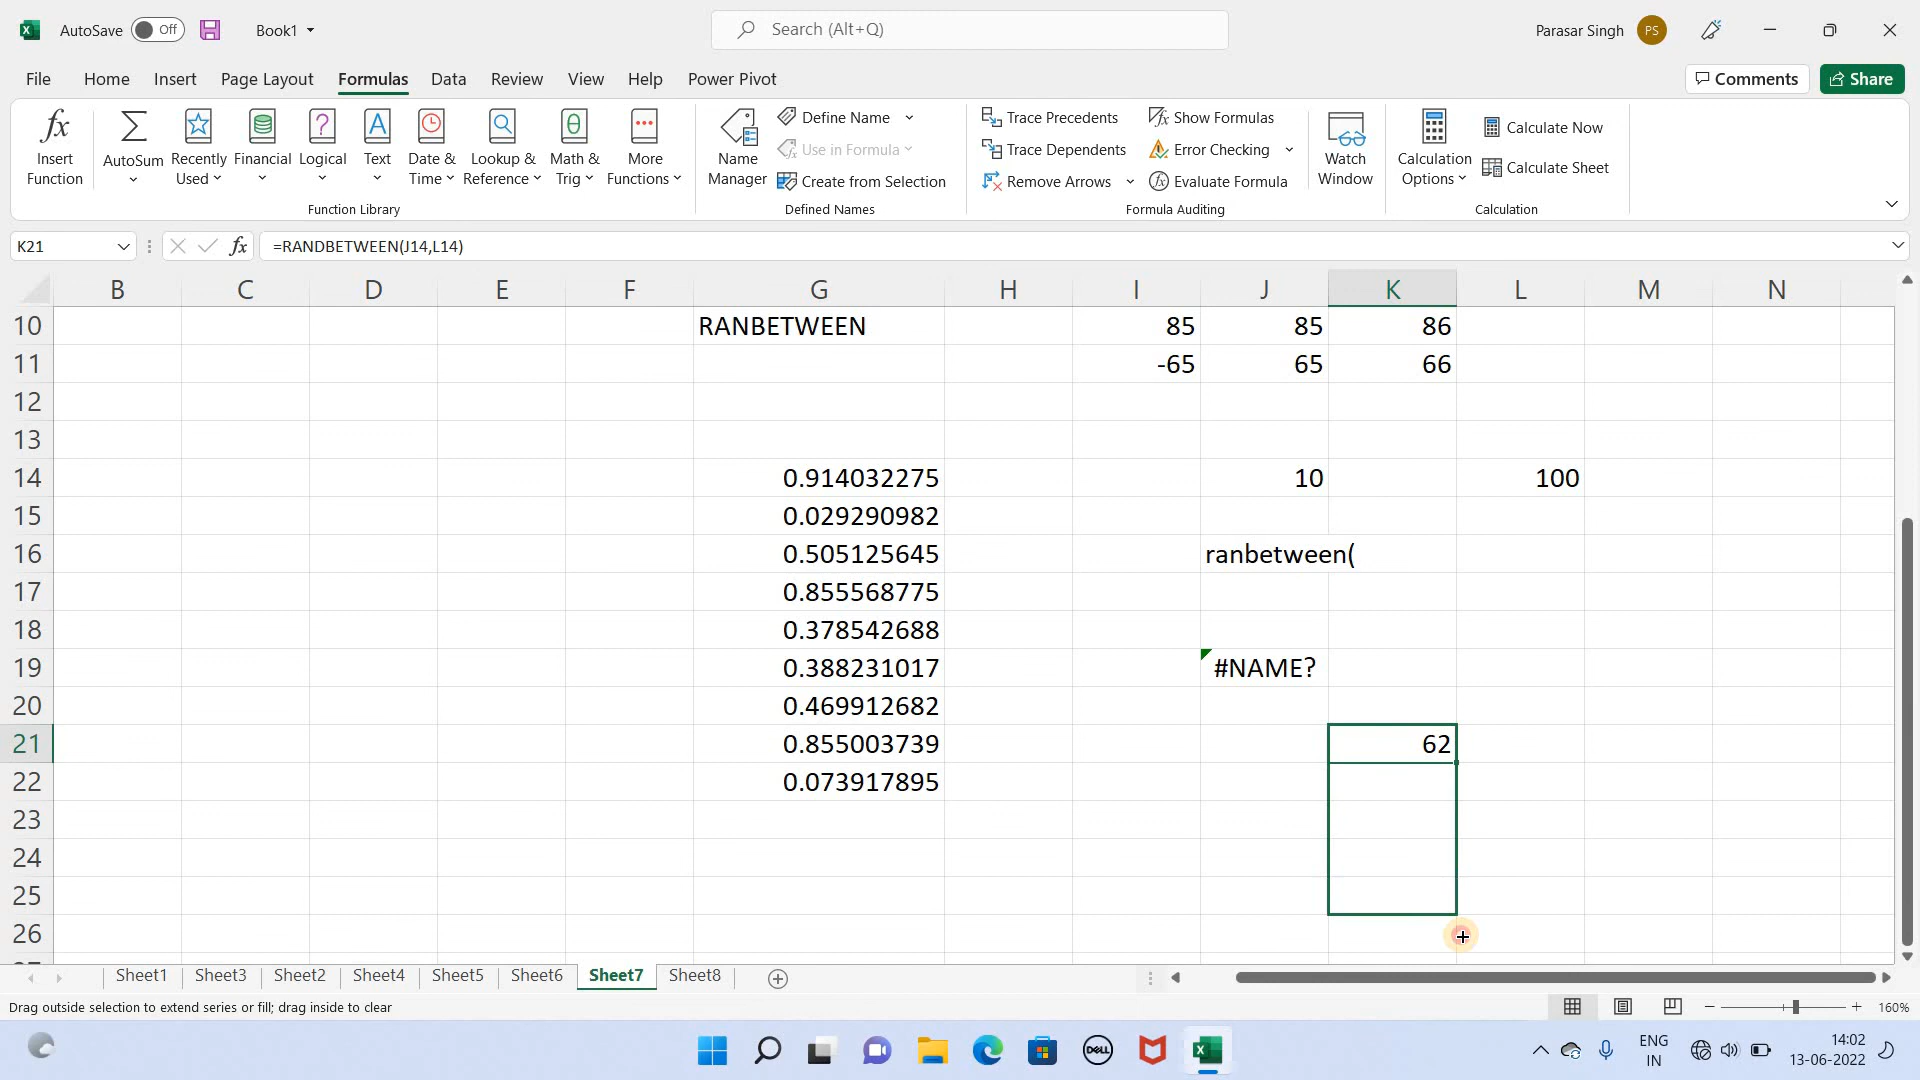 AutoSave Off Book1 Search (Alt+Q) Parasar Singh PS
File Home Insert Page Layout Formulas Data Review View Help Power Pivot Comments Share
Insert Function AutoSum Recently Used Financial Logical Text Date & Time Lookup & Reference Math & Trig More Functions
Function Library
Name Manager Define Name Use in Formula Create from Selection
Defined Names
Trace Precedents Trace Dependents Remove Arrows Show Formulas Error Checking Evaluate Formula
Formula Auditing
Watch Window
Calculation Options Calculate Now Calculate Sheet
Calculation
K21 fx =RANDBETWEEN(J14,L14)
B C D E F G H I J K L M N
10 RANBETWEEN 85 85 86
11 -65 65 66
12
13
14 0.914032275 10 100
15 0.029290982
16 0.505125645 ranbetween(
17 0.855568775
18 0.378542688
19 0.388231017 #NAME?
20 0.469912682
21 0.855003739 62
22 0.073917895
23
24
25
26
Sheet1 Sheet3 Sheet2 Sheet4 Sheet5 Sheet6 Sheet7 Sheet8
Drag outside selection to extend series or fill; drag inside to clear 160%
DELL ENG IN 14:02 13-06-2022